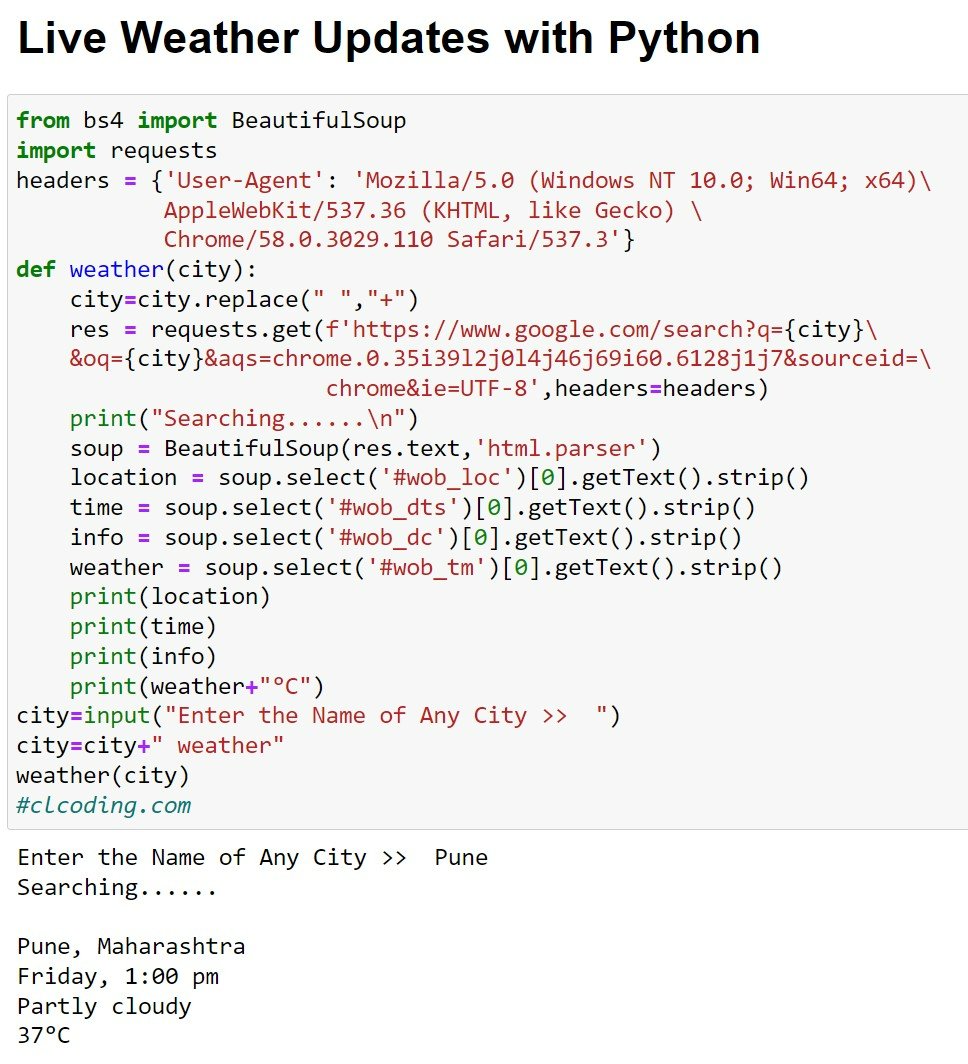 Live Weather Updates with Python
from bs4 import BeautifulSoup
import requests
headers = {'User-Agent': 'Mozilla/5.0 (Windows NT 10.0; Win64; x64)\
           AppleWebKit/537.36 (KHTML, like Gecko) \
           Chrome/58.0.3029.110 Safari/537.3'}
def weather(city):
    city=city.replace(" ","+")
    res = requests.get(f'https://www.google.com/search?q={city}\
    &oq={city}&aqs=chrome.0.35i39l2j0l4j46j69i60.6128j1j7&sourceid=\
                       chrome&ie=UTF-8',headers=headers)
    print("Searching......\n")
    soup = BeautifulSoup(res.text,'html.parser')
    location = soup.select('#wob_loc')[0].getText().strip()
    time = soup.select('#wob_dts')[0].getText().strip()
    info = soup.select('#wob_dc')[0].getText().strip()
    weather = soup.select('#wob_tm')[0].getText().strip()
    print(location)
    print(time)
    print(info)
    print(weather+"°C")
city=input("Enter the Name of Any City >>  ")
city=city+" weather"
weather(city)
#clcoding.com
Enter the Name of Any City >>  Pune
Searching......

Pune, Maharashtra
Friday, 1:00 pm
Partly cloudy
37°C